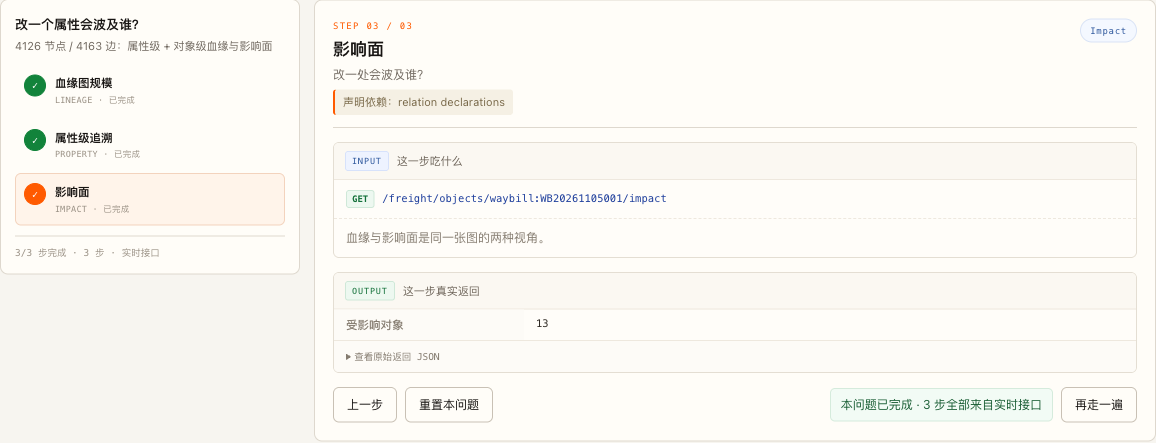 改一个属性会波及谁?
4126 节点 / 4163 边：属性级 + 对象级血缘与影响面
✓ 血缘图规模
LINEAGE · 已完成
✓ 属性级追溯
PROPERTY · 已完成
✓ 影响面
IMPACT · 已完成
3/3 步完成 · 3 步 · 实时接口
STEP 03 / 03
Impact
影响面
改一处会波及谁?
声明依赖：relation declarations
INPUT 这一步吃什么
GET /freight/objects/waybill:WB20261105001/impact
血缘与影响面是同一张图的两种视角。
OUTPUT 这一步真实返回
受影响对象 13
▶ 查看原始返回 JSON
上一步 重置本问题 本问题已完成 · 3 步全部来自实时接口 再走一遍